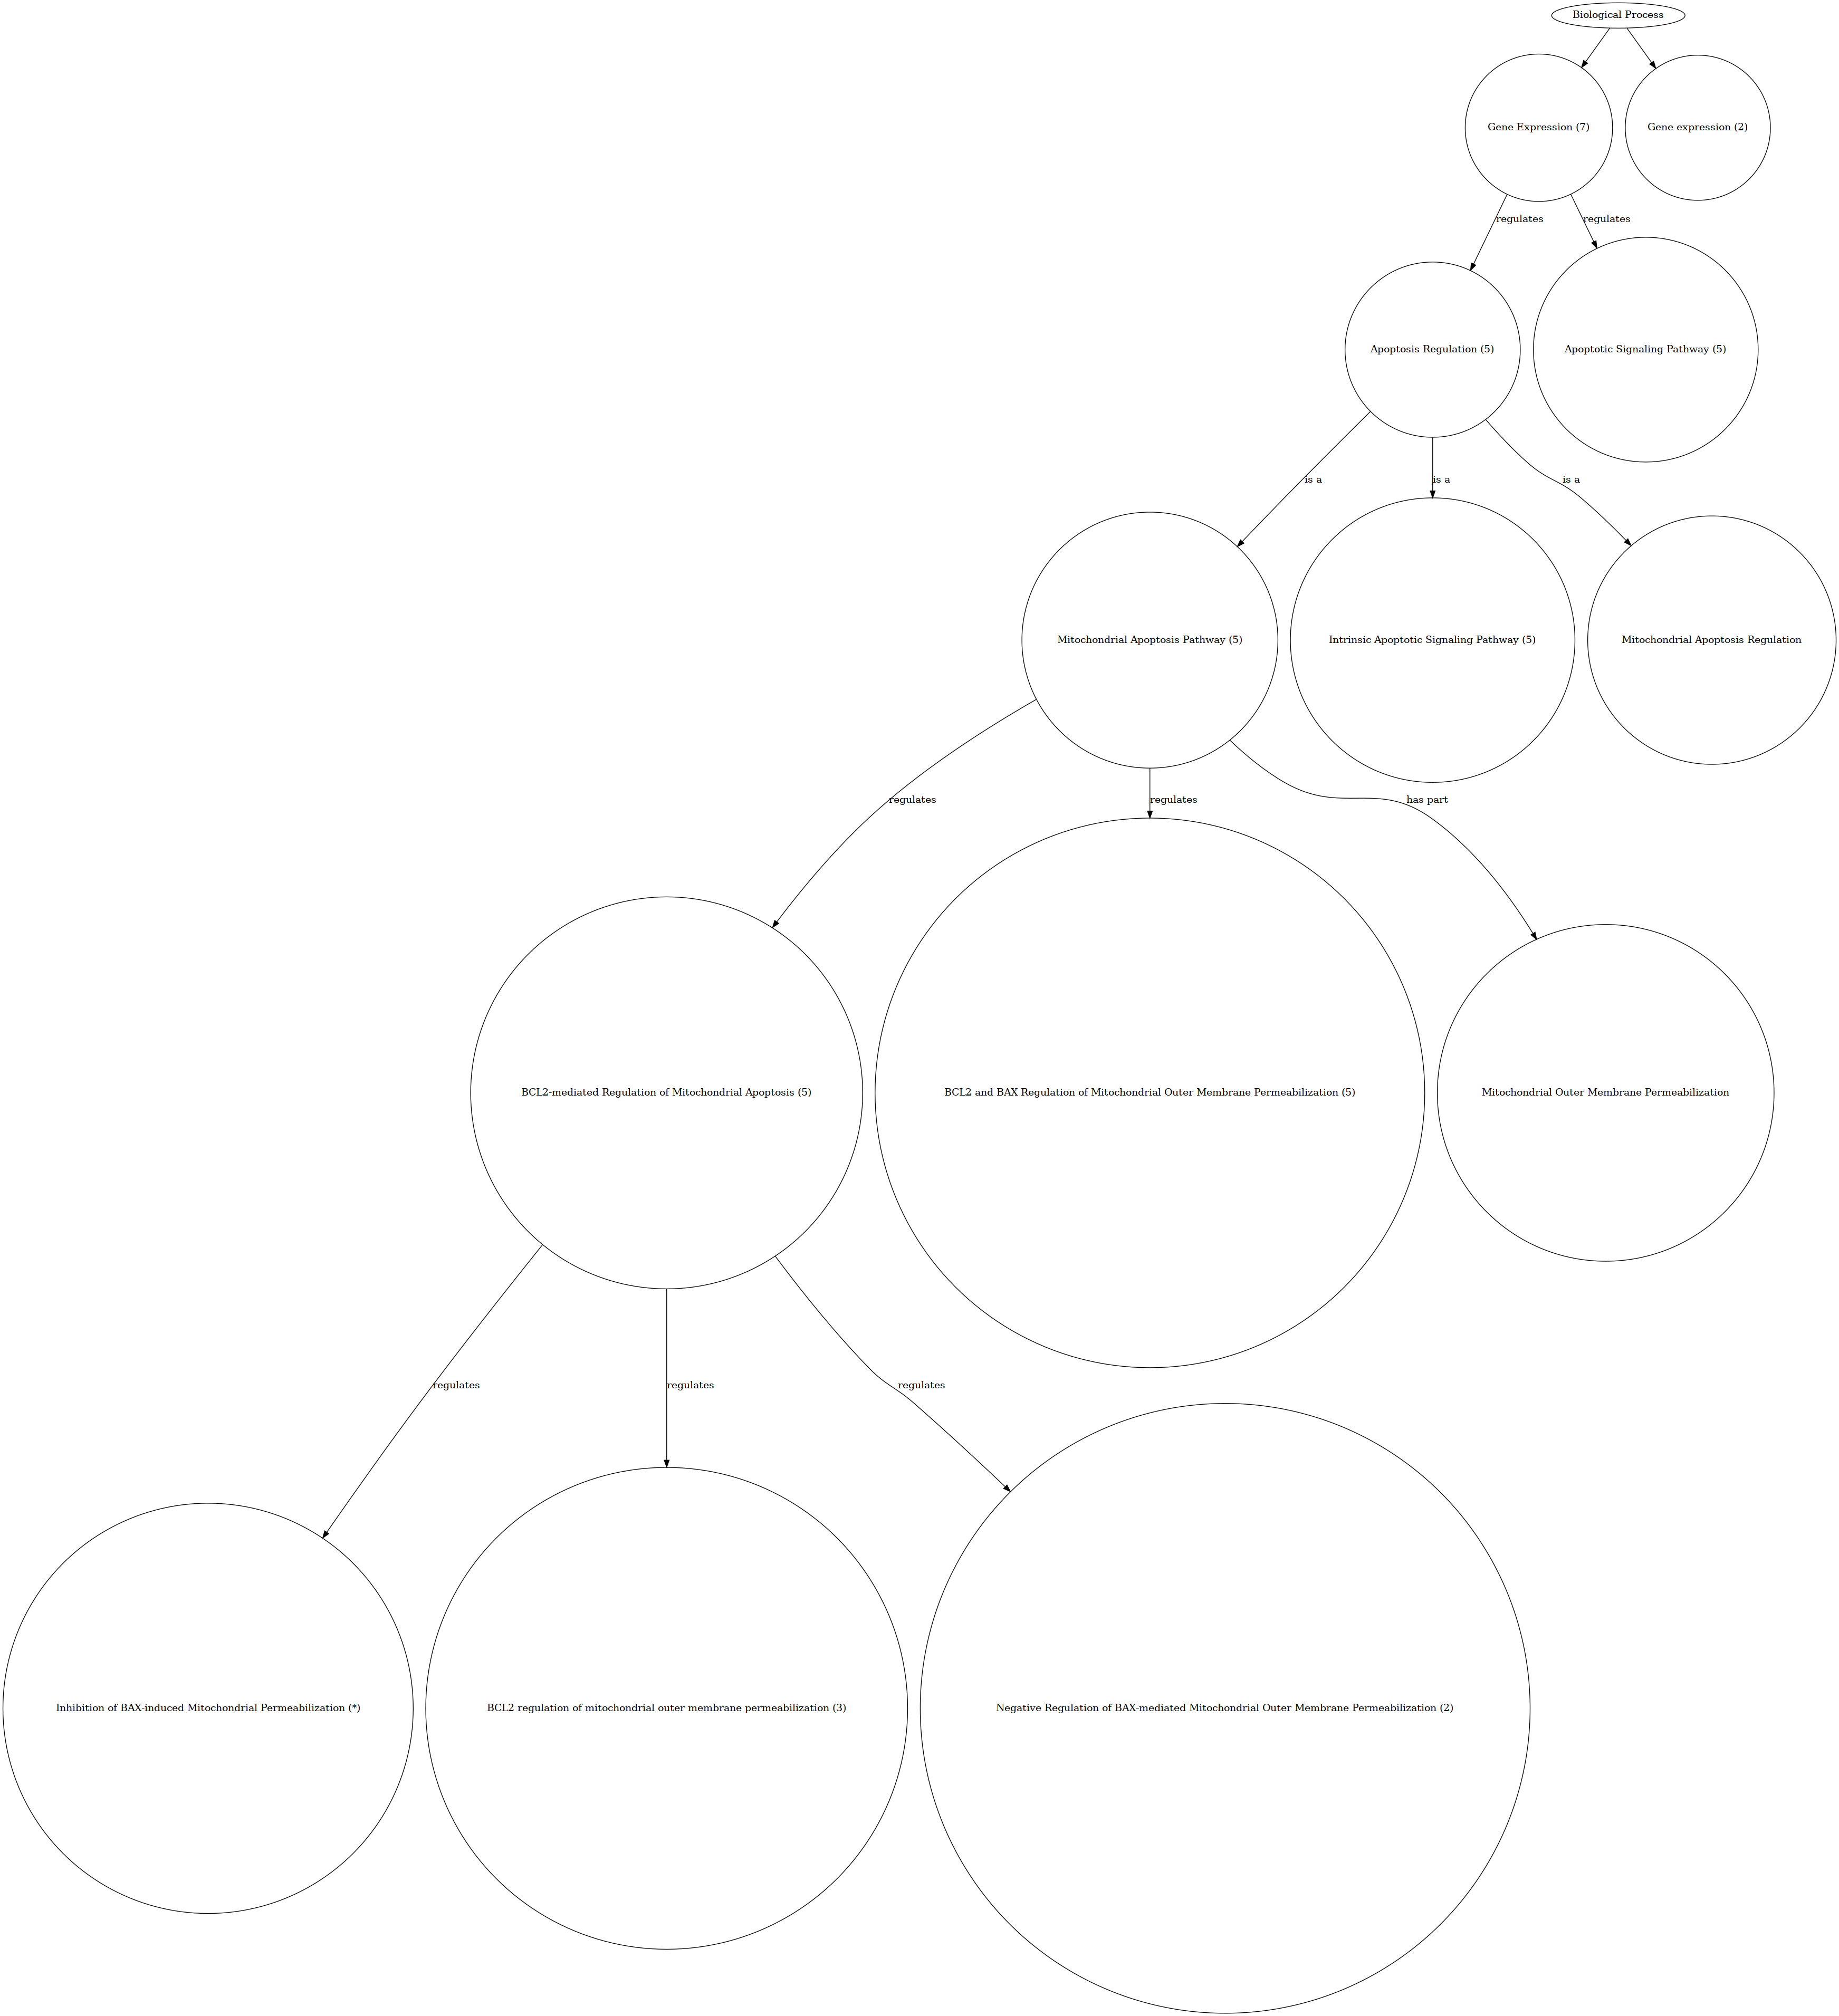 Biological Process
Gene Expression (7)
Gene expression (2)
regulates
regulates
Apoptosis Regulation (5)
Apoptotic Signaling Pathway (5)
is a
is a
is a
Mitochondrial Apoptosis Pathway (5)
Intrinsic Apoptotic Signaling Pathway (5)
Mitochondrial Apoptosis Regulation
regulates
regulates
has part
BCL2-mediated Regulation of Mitochondrial Apoptosis (5)
BCL2 and BAX Regulation of Mitochondrial Outer Membrane Permeabilization (5)
Mitochondrial Outer Membrane Permeabilization
regulates
regulates
regulates
Inhibition of BAX-induced Mitochondrial Permeabilization (*)
BCL2 regulation of mitochondrial outer membrane permeabilization (3)
Negative Regulation of BAX-mediated Mitochondrial Outer Membrane Permeabilization (2)